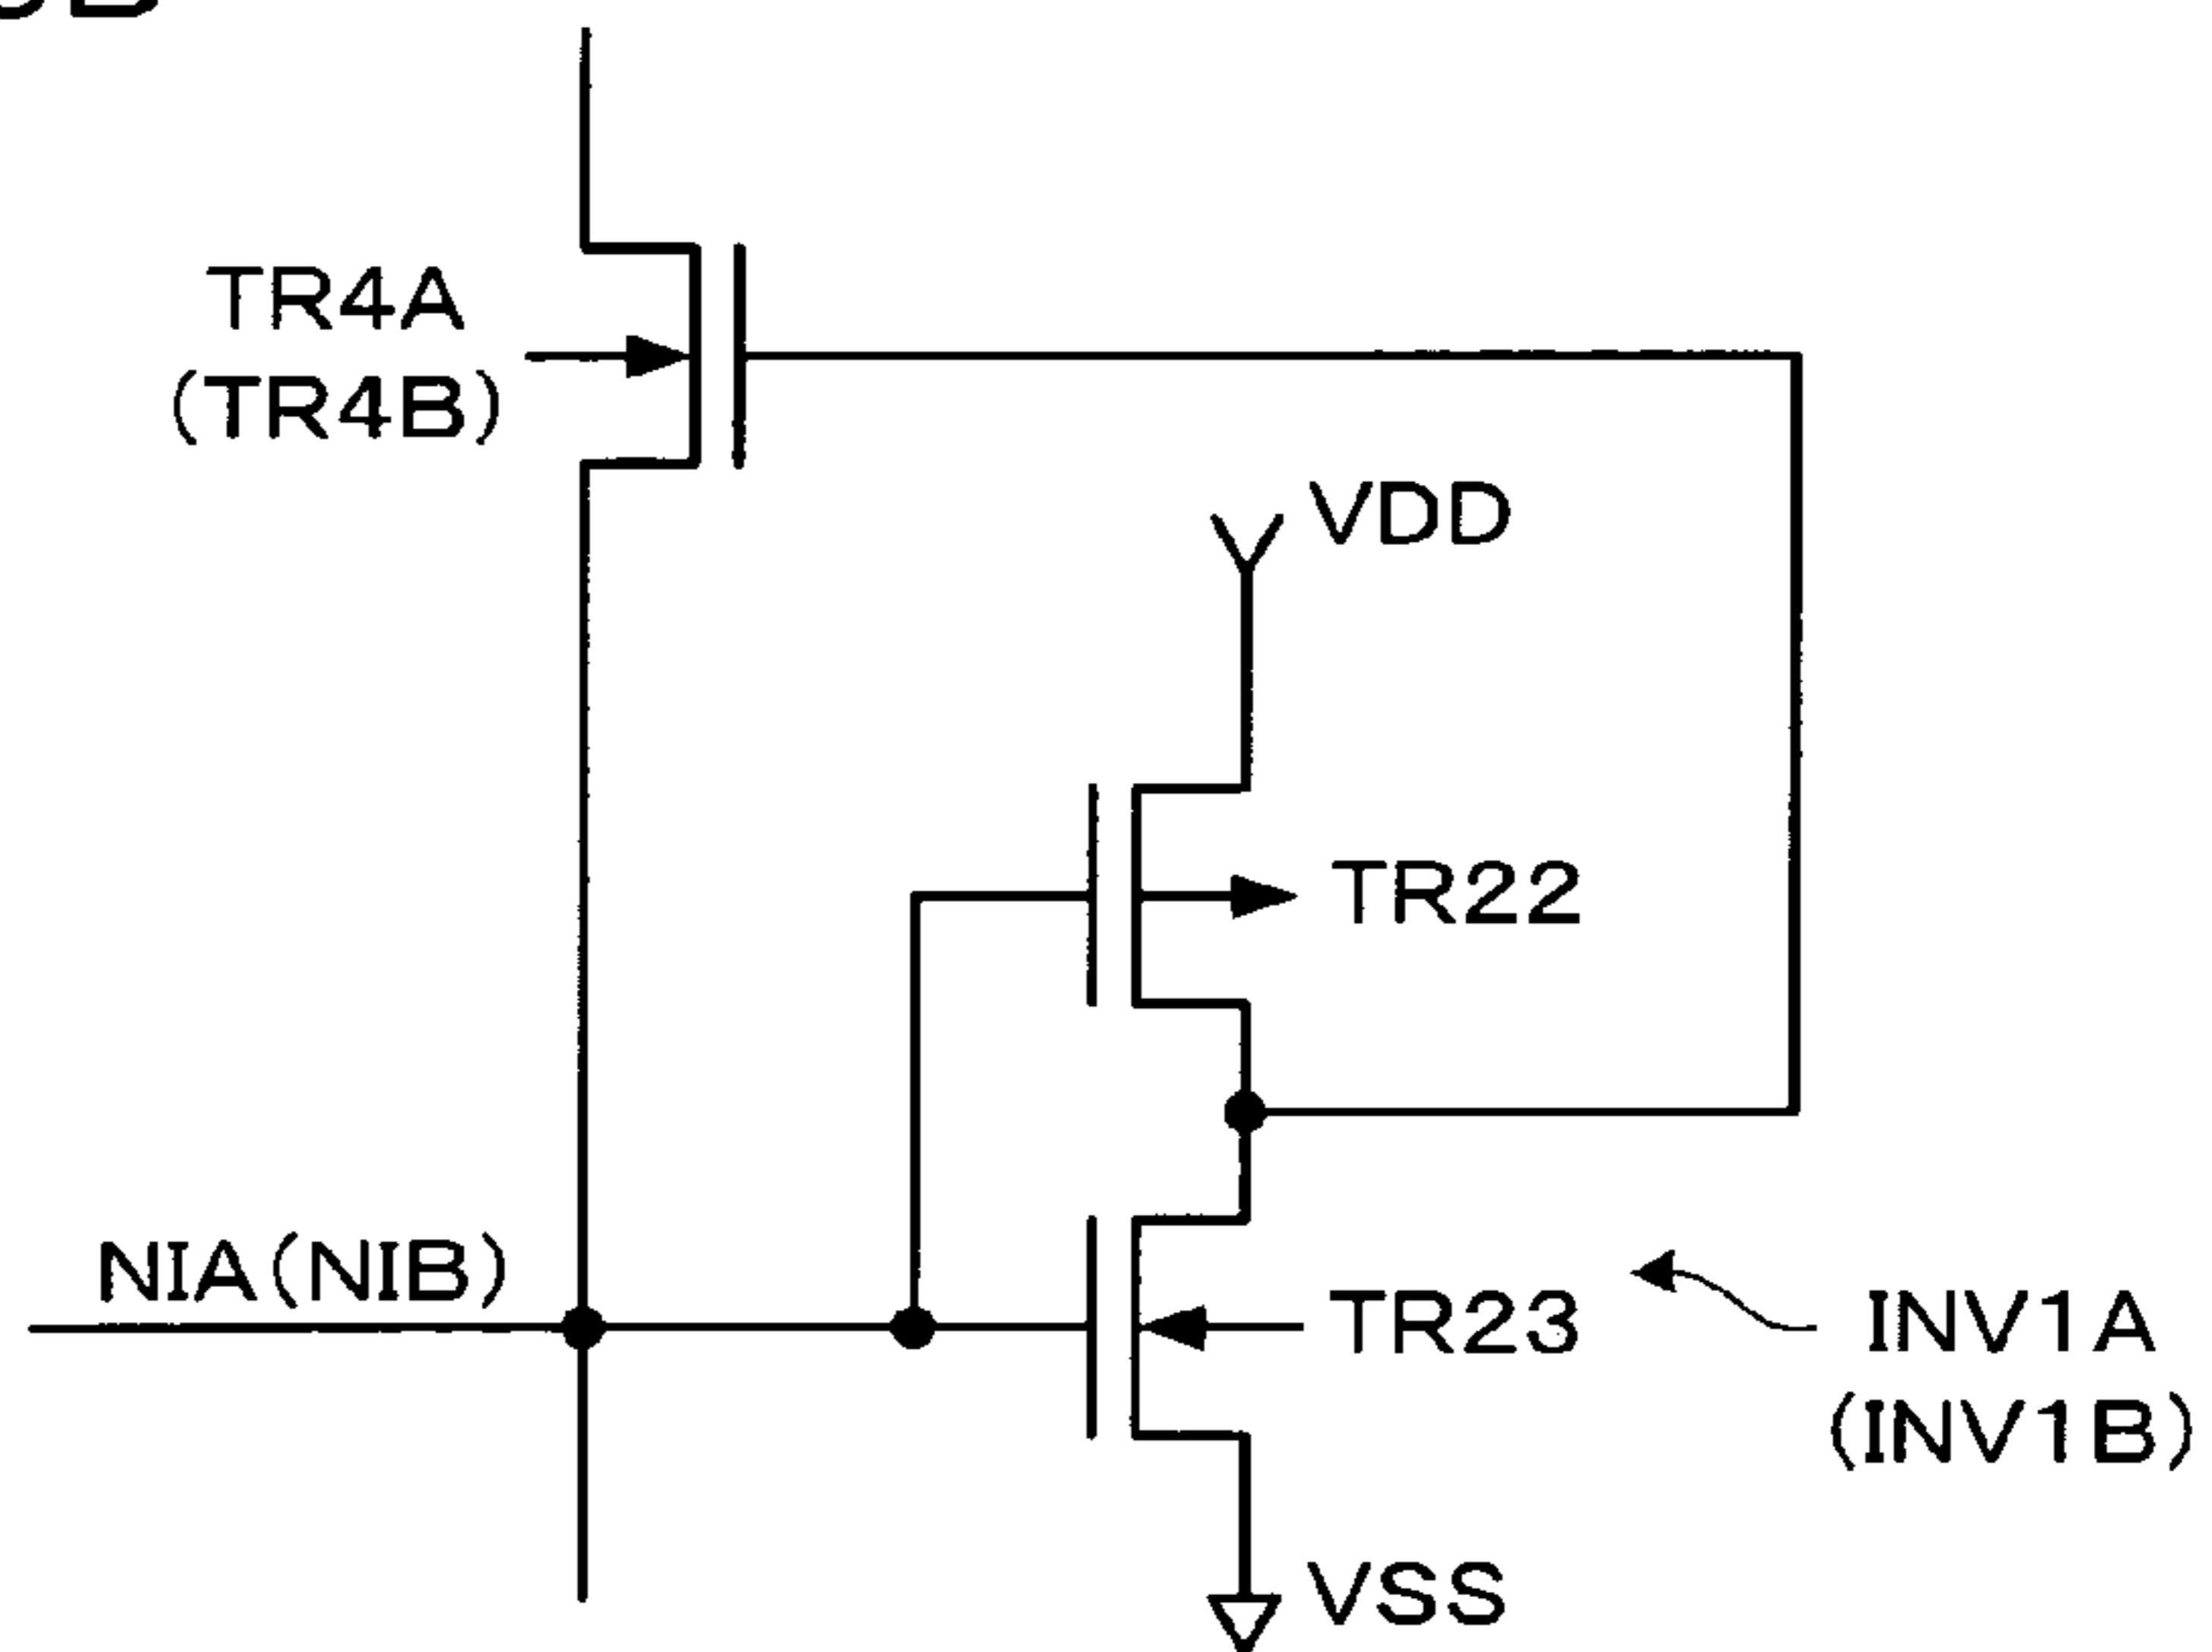 TR4A
(TR4B)
VDD
TR22
NIA(NIB)
TR23
INV1A
(INV1B)
VSS